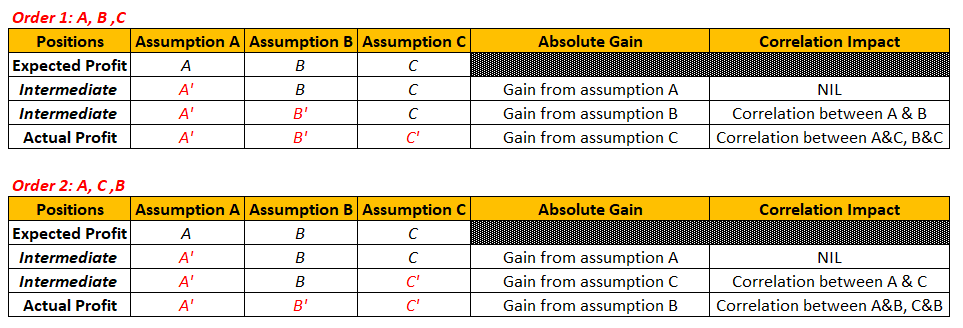 Order 1: A, B ,C
Positions Assumption A Assumption B Assumption C Absolute Gain Correlation Impact
Expected Profit A B C
Intermediate A' B C Gain from assumption A NIL
Intermediate A' B' C Gain from assumption B Correlation between A & B
Actual Profit A' B' C' Gain from assumption C Correlation between A&C, B&C
Order 2: A, C ,B
Positions Assumption A Assumption B Assumption C Absolute Gain Correlation Impact
Expected Profit A B C
Intermediate A' B C Gain from assumption A NIL
Intermediate A' B C' Gain from assumption C Correlation between A & C
Actual Profit A' B' C' Gain from assumption B Correlation between A&B, C&B